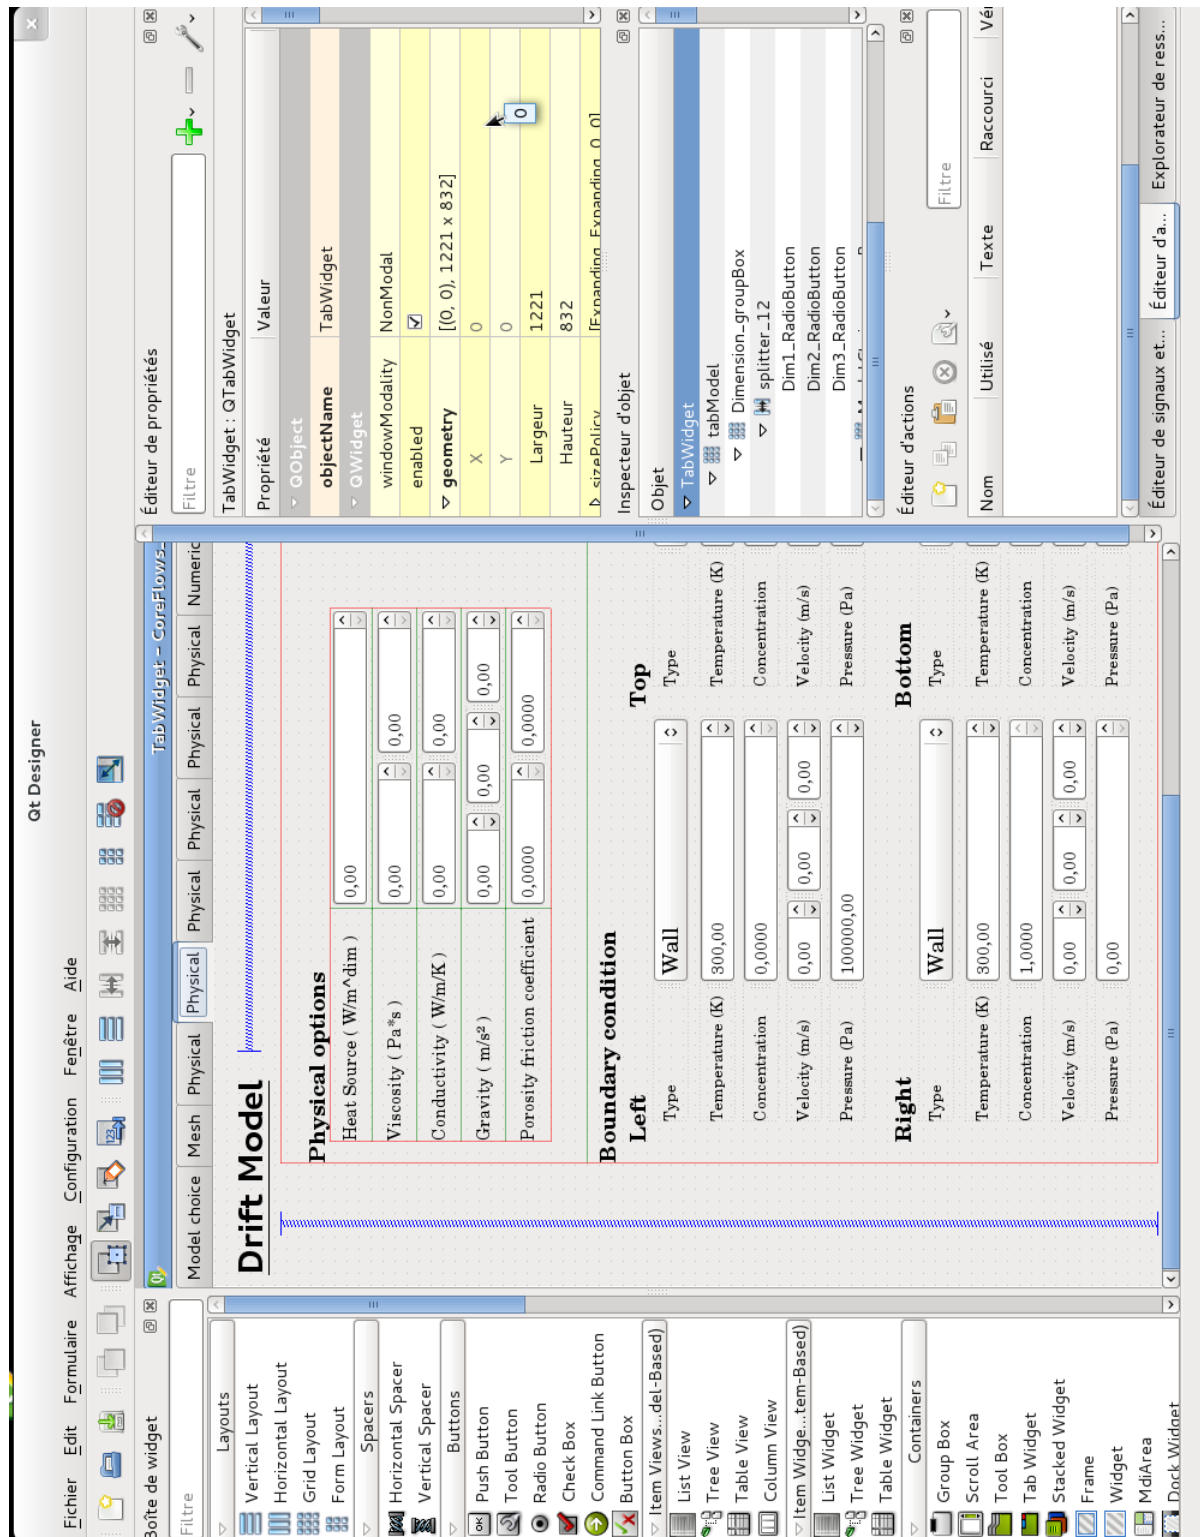 Qt Designer
Fichier Edit Formulaire Affichage Configuration Fenêtre Aide
Boîte de widget
Filtre
Layouts
Vertical Layout
Horizontal Layout
Grid Layout
Form Layout
Spacers
Horizontal Spacer
Vertical Spacer
Buttons
OK Push Button
Tool Button
Radio Button
Check Box
Command Link Button
Button Box
Item Views...del-Based)
List View
Tree View
Table View
Column View
Item Widge...tem-Based)
List Widget
Tree Widget
Table Widget
Containers
Group Box
Scroll Area
Tool Box
Tab Widget
Stacked Widget
Frame
Widget
MdiArea
Dock Widget
TabWidget - CoreFlows
Model choice Mesh Physical Physical Physical Physical Physical Physical Numeric
Drift Model
Physical options
Heat Source ( W/m^dim ) 0,00
Viscosity ( Pa*s ) 0,00 0,00
Conductivity ( W/m/K ) 0,00 0,00
Gravity ( m/s² ) 0,00 0,00 0,00
Porosity friction coefficient 0,0000 0,0000
Boundary condition
Left
Type Wall
Temperature (K) 300,00
Concentration 0,0000
Velocity (m/s) 0,00 0,00 0,00
Pressure (Pa) 100000,00
Top
Type
Temperature (K)
Concentration
Velocity (m/s)
Pressure (Pa)
Right
Type Wall
Temperature (K) 300,00
Concentration 1,0000
Velocity (m/s) 0,00 0,00 0,00
Pressure (Pa) 0,00
Bottom
Type
Temperature (K)
Concentration
Velocity (m/s)
Pressure (Pa)
Éditeur de propriétés
Filtre
TabWidget : QTabWidget
Propriété Valeur
QObject
objectName TabWidget
QWidget
windowModality NonModal
enabled
geometry [(0, 0), 1221 x 832]
X 0
Y 0
0
Largeur 1221
Hauteur 832
sizePolicy [Expanding, Expanding, 0, 0]
Inspecteur d'objet
Objet
TabWidget
tabModel
Dimension_groupBox
splitter_12
Dim1_RadioButton
Dim2_RadioButton
Dim3_RadioButton
Éditeur d'actions
Filtre
Nom Utilisé Texte Raccourci Vér
Éditeur de signaux et... Éditeur d'a... Explorateur de ress...